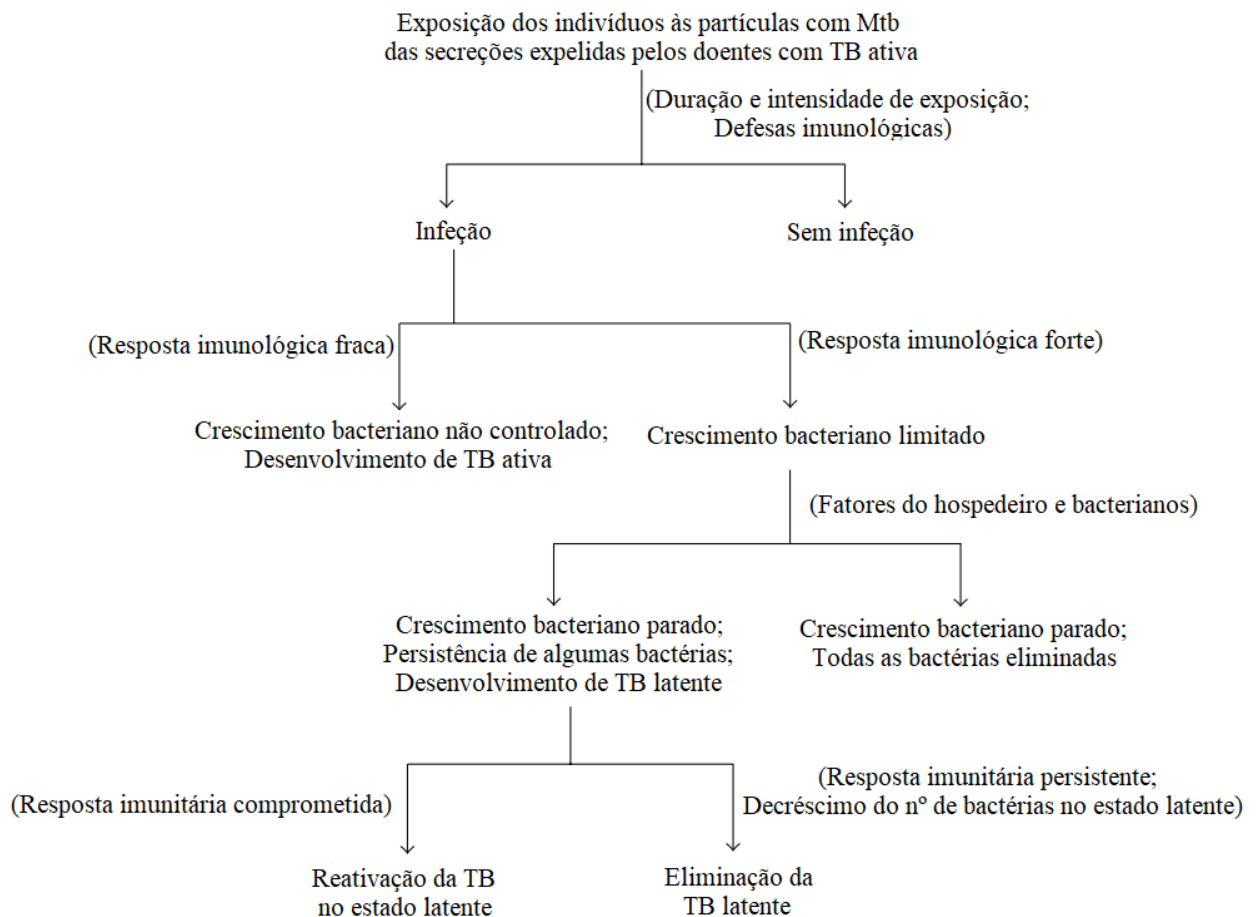 Exposição dos indivíduos às partículas com Mtb
das secreções expelidas pelos doentes com TB ativa
(Duração e intensidade de exposição;
Defesas imunológicas)
Infeção
Sem infeção
(Resposta imunológica fraca)
(Resposta imunológica forte)
Crescimento bacteriano não controlado;
Desenvolvimento de TB ativa
Crescimento bacteriano limitado
(Fatores do hospedeiro e bacterianos)
Crescimento bacteriano parado;
Persistência de algumas bactérias;
Desenvolvimento de TB latente
Crescimento bacteriano parado;
Todas as bactérias eliminadas
(Resposta imunitária comprometida)
(Resposta imunitária persistente;
Decréscimo do nº de bactérias no estado latente)
Reativação da TB
no estado latente
Eliminação da
TB latente